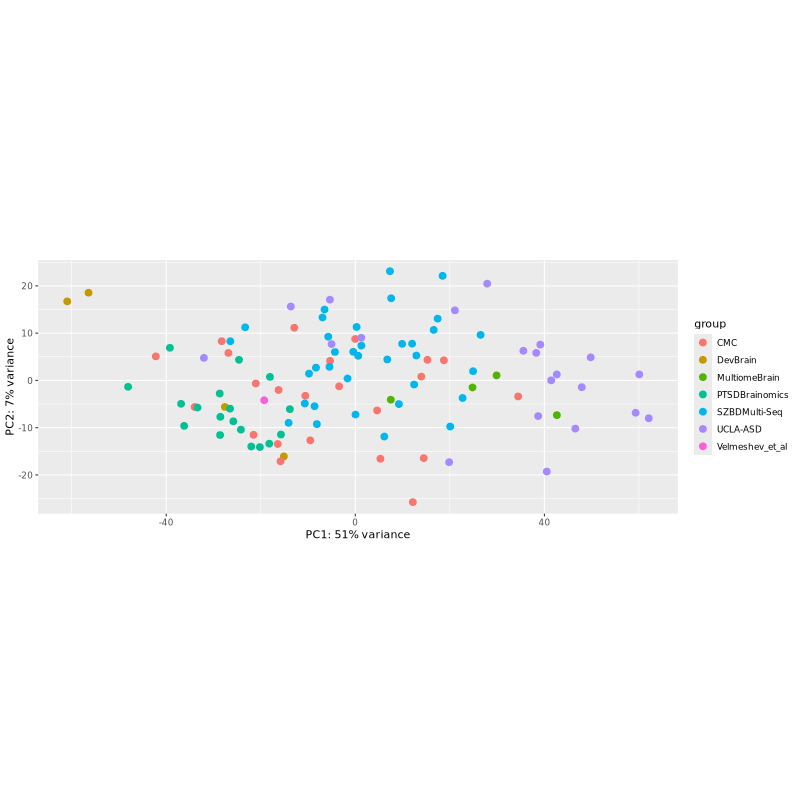 20
10
0
-10
-20
PC2: 7% variance
-40
0
40
PC1: 51% variance
group
CMC
DevBrain
MultiomeBrain
PTSDBrainomics
SZBDMulti-Seq
UCLA-ASD
Velmeshev_et_al